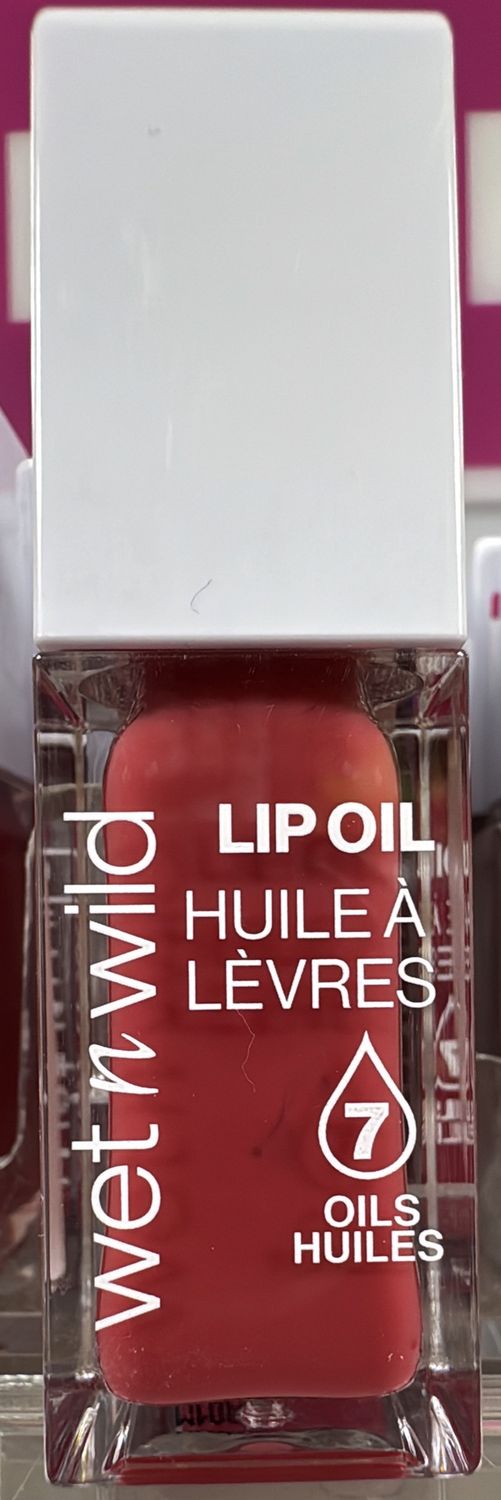 wet n wild
LIP OIL
HUILE À
LÈVRES
7
OILS
HUILES